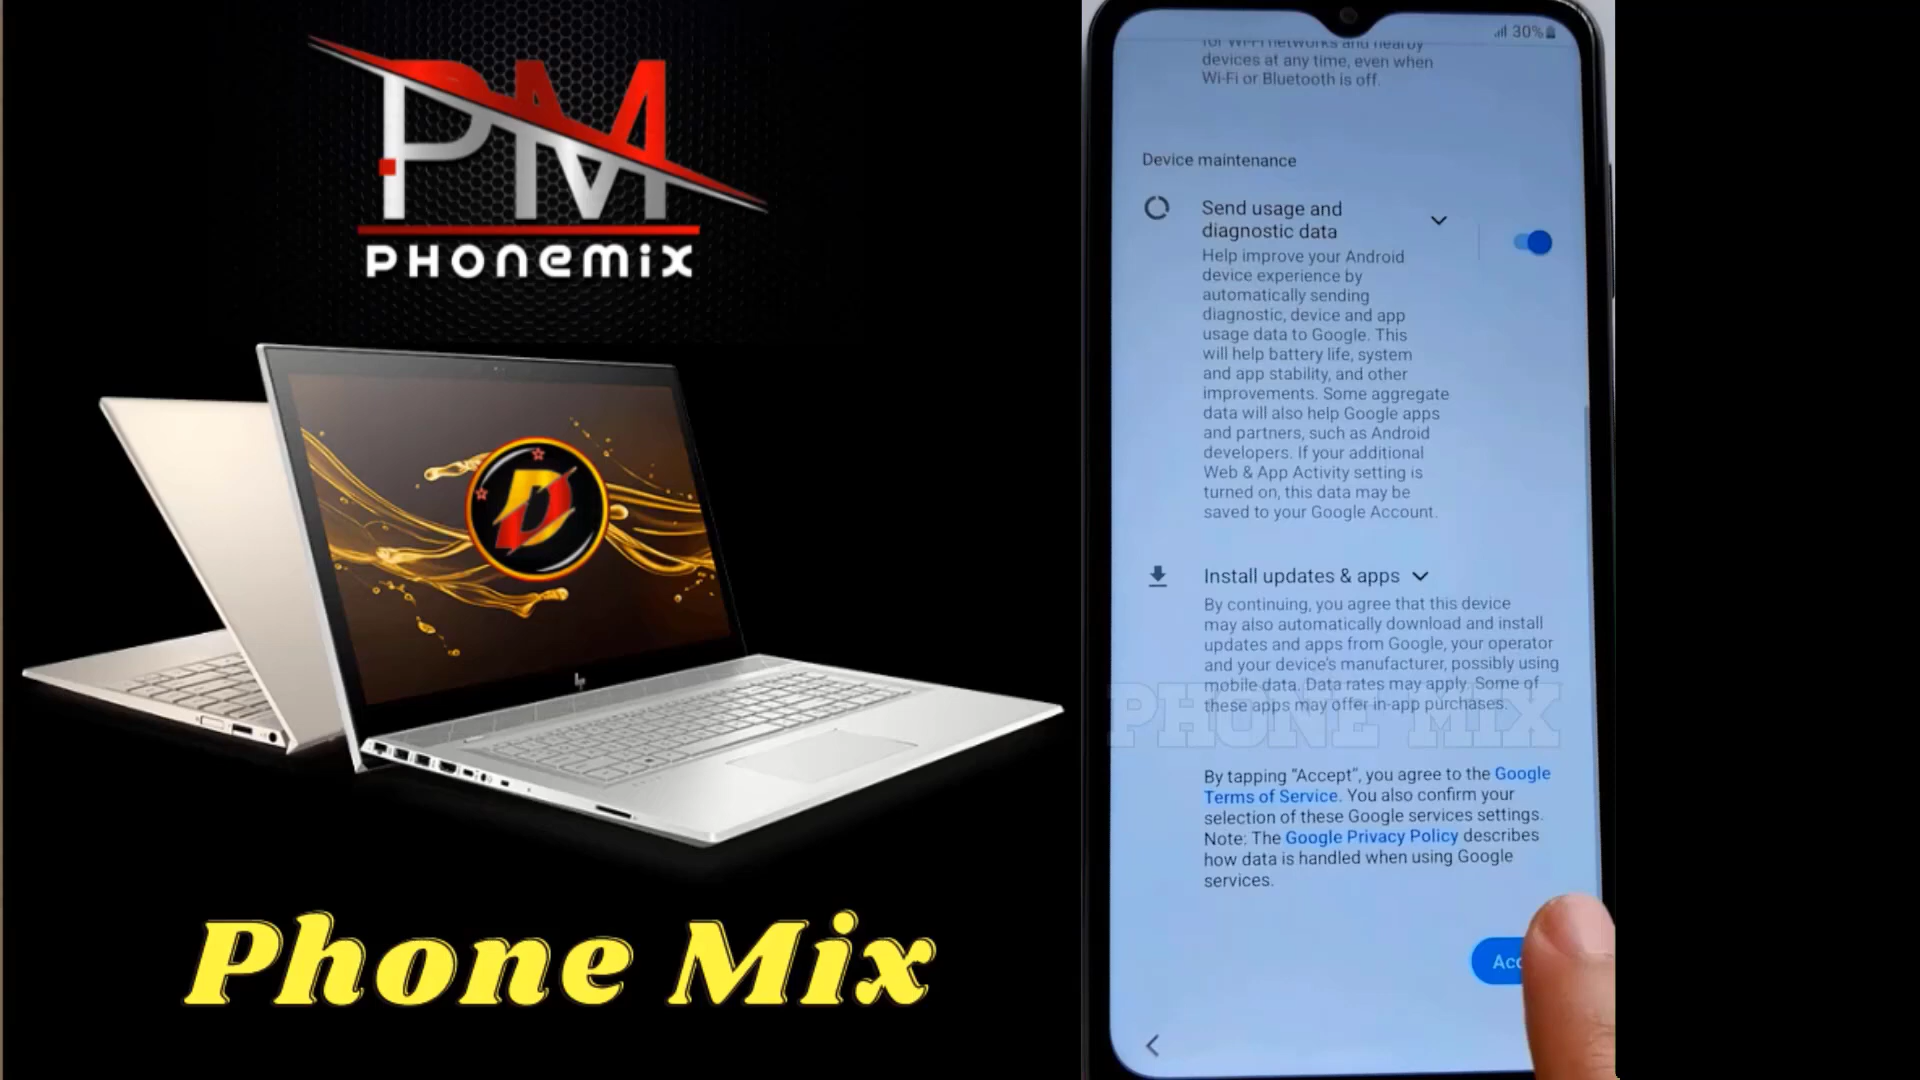 PM
PHONEMIX
D
hp
Phone Mix
30%
for Wi-Fi networks and nearby
devices at any time, even when
Wi-Fi or Bluetooth is off.
Device maintenance
Send usage and
diagnostic data
Help improve your Android
device experience by
automatically sending
diagnostic, device and app
usage data to Google. This
will help battery life, system
and app stability, and other
improvements. Some aggregate
data will also help Google apps
and partners, such as Android
developers. If your additional
Web & App Activity setting is
turned on, this data may be
saved to your Google Account.
Install updates & apps
By continuing, you agree that this device
may also automatically download and install
updates and apps from Google, your operator
and your device's manufacturer, possibly using
mobile data. Data rates may apply. Some of
these apps may offer in-app purchases.
PHONE MIX
By tapping "Accept", you agree to the Google
Terms of Service. You also confirm your
selection of these Google services settings.
Note: The Google Privacy Policy describes
how data is handled when using Google
services.
Acc